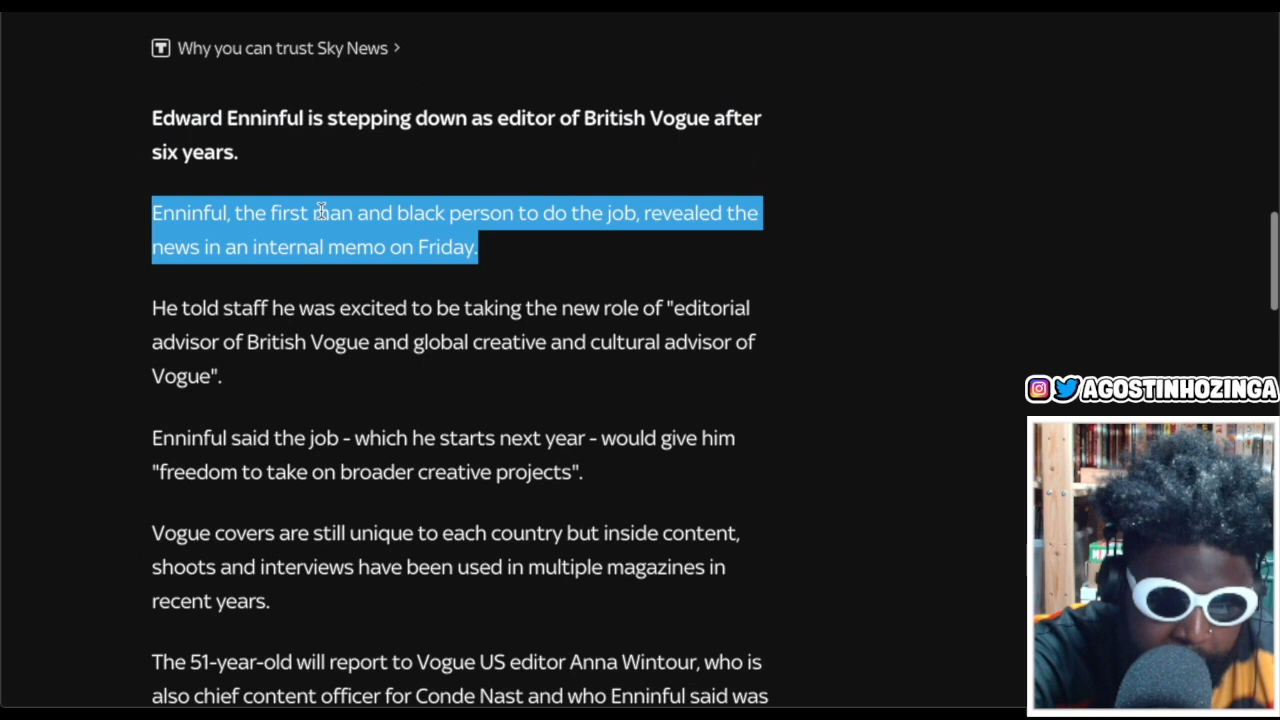 Why you can trust Sky News >
Edward Enninful is stepping down as editor of British Vogue after
six years.
Enninful, the first man and black person to do the job, revealed the
news in an internal memo on Friday.
He told staff he was excited to be taking the new role of "editorial
advisor of British Vogue and global creative and cultural advisor of
Vogue".
AGOSTINHOZINGA
Enninful said the job - which he starts next year - would give him
"freedom to take on broader creative projects".
Vogue covers are still unique to each country but inside content,
shoots and interviews have been used in multiple magazines in
recent years.
The 51-year-old will report to Vogue US editor Anna Wintour, who is
also chief content officer for Conde Nast and who Enninful said was